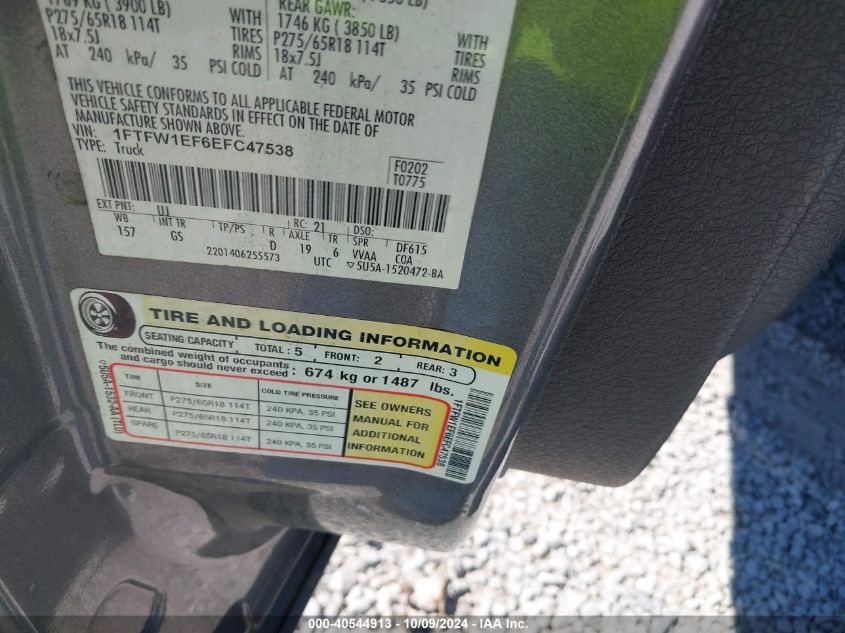 1769 KG ( 3900 LB)
P275/65R18 114T
18x7.5J TIRES
RIMS
AT 240 kPa/ 35 PSI COLD
REAR GAWR:
1746 KG ( 3850 LB) WITH
P275/65R18 114T TIRES
18x7.5J RIMS
AT 240 kPa/ 35 PSI COLD
THIS VEHICLE CONFORMS TO ALL APPLICABLE FEDERAL MOTOR
VEHICLE SAFETY STANDARDS IN EFFECT ON THE DATE OF
MANUFACTURE SHOWN ABOVE.
VIN: 1FTFW1EF6EFC47538
TYPE: Truck
F0202
T0775
EXT PNT: UJ RC: 21 DSO:
WB INT TR TP/PS R AXLE TR SPR DF615
157 GS D 19 6 VVAA COA
2201406255573 UTC ▽5U5A-1520472-BA
TIRE AND LOADING INFORMATION
SEATING CAPACITY TOTAL : 5 FRONT: 2 REAR: 3
The combined weight of occupants
and cargo should never exceed : 674 kg or 1487 lbs.
TIRE SIZE COLD TIRE PRESSURE
FRONT P275/65R18 114T 240 KPA, 35 PSI
REAR P275/65R18 114T 240 KPA, 35 PSI
SPARE P275/65R18 114T 240 KPA, 35 PSI
SEE OWNERS
MANUAL FOR
ADDITIONAL
INFORMATION
1FTFW1EF6EFC47538
000-40544913 - 10/09/2024 - IAA Inc.